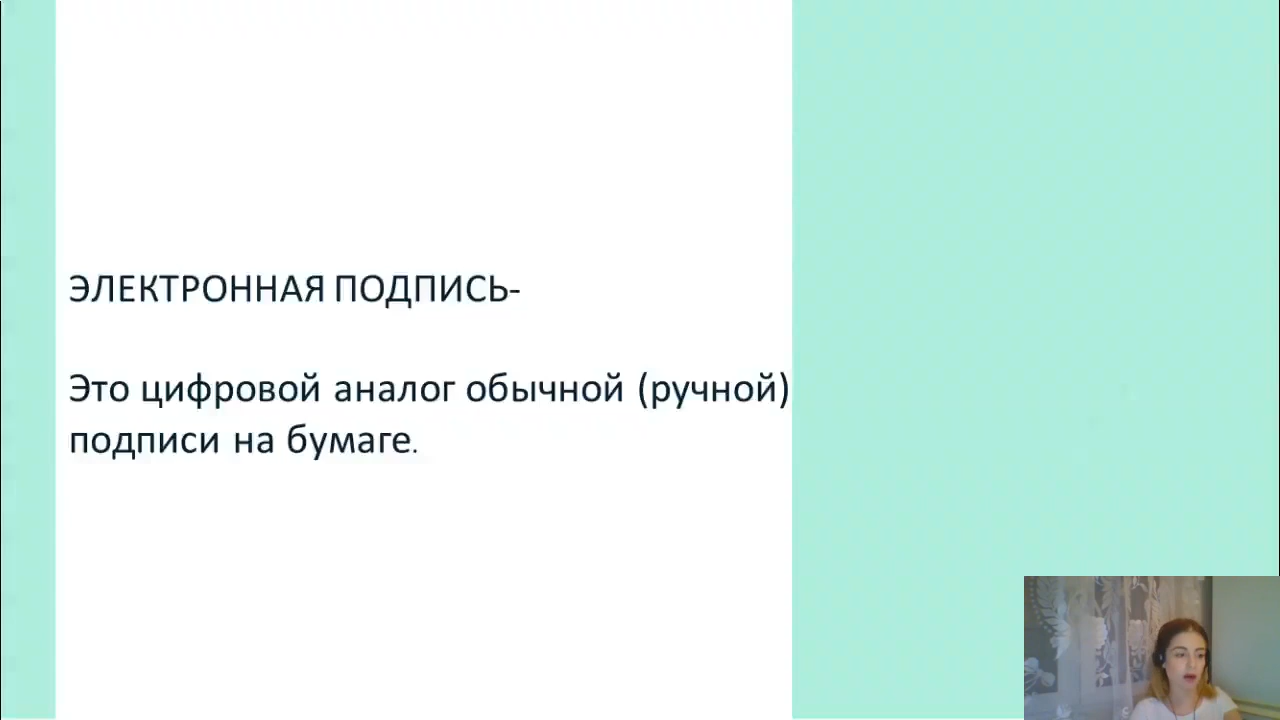 ЭЛЕКТРОННАЯ ПОДПИСЬ-
Это цифровой аналог обычной (ручной)
подписи на бумаге.